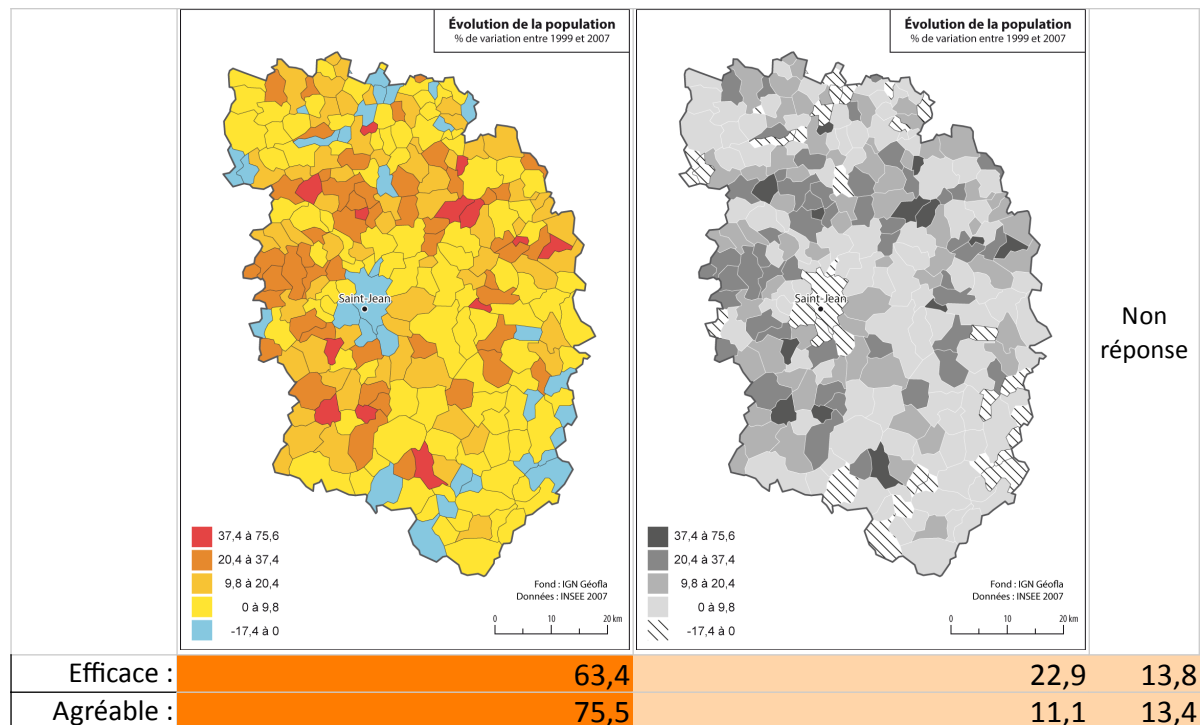 Évolution de la population
% de variation entre 1999 et 2007
Saint-Jean
37,4 à 75,6
20,4 à 37,4
9,8 à 20,4
0 à 9,8
-17,4 à 0
Fond : IGN Géofla
Données : INSEE 2007
0 10 20 km
Évolution de la population
% de variation entre 1999 et 2007
Saint-Jean
37,4 à 75,6
20,4 à 37,4
9,8 à 20,4
0 à 9,8
-17,4 à 0
Fond : IGN Géofla
Données : INSEE 2007
0 10 20 km
Non
réponse
Efficace : 63,4 22,9 13,8
Agréable : 75,5 11,1 13,4